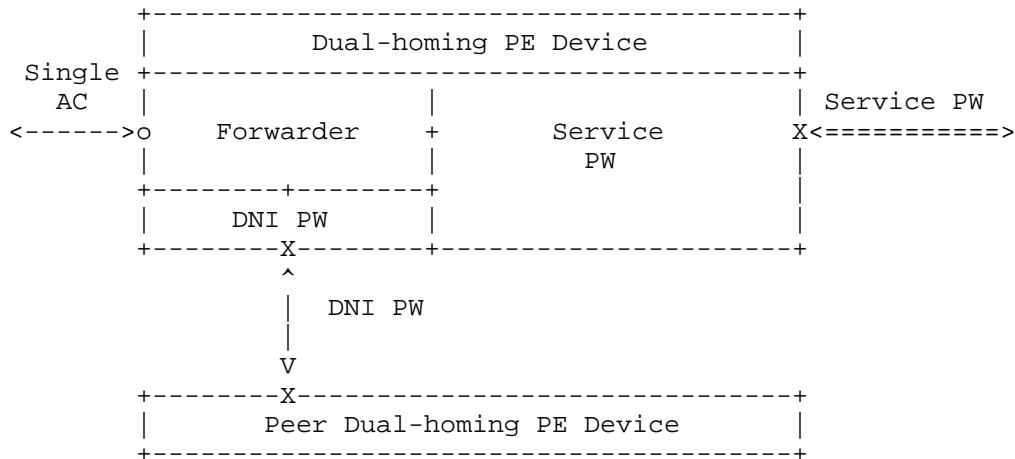 Dual-homing PE Device
Single
AC Service PW
Forwarder Service
PW
DNI PW
DNI PW
Peer Dual-homing PE Device